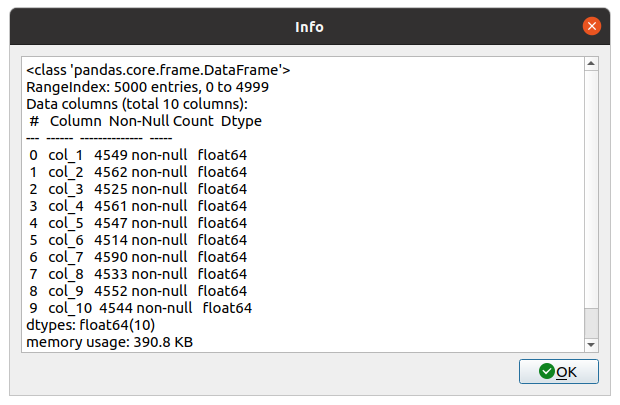 Info
<class 'pandas.core.frame.DataFrame'>
RangeIndex: 5000 entries, 0 to 4999
Data columns (total 10 columns):
# Column Non-Null Count Dtype
--- ------ -------------- -----
0 col_1 4549 non-null float64
1 col_2 4562 non-null float64
2 col_3 4525 non-null float64
3 col_4 4561 non-null float64
4 col_5 4547 non-null float64
5 col_6 4514 non-null float64
6 col_7 4590 non-null float64
7 col_8 4533 non-null float64
8 col_9 4552 non-null float64
9 col_10 4544 non-null float64
dtypes: float64(10)
memory usage: 390.8 KB
OK